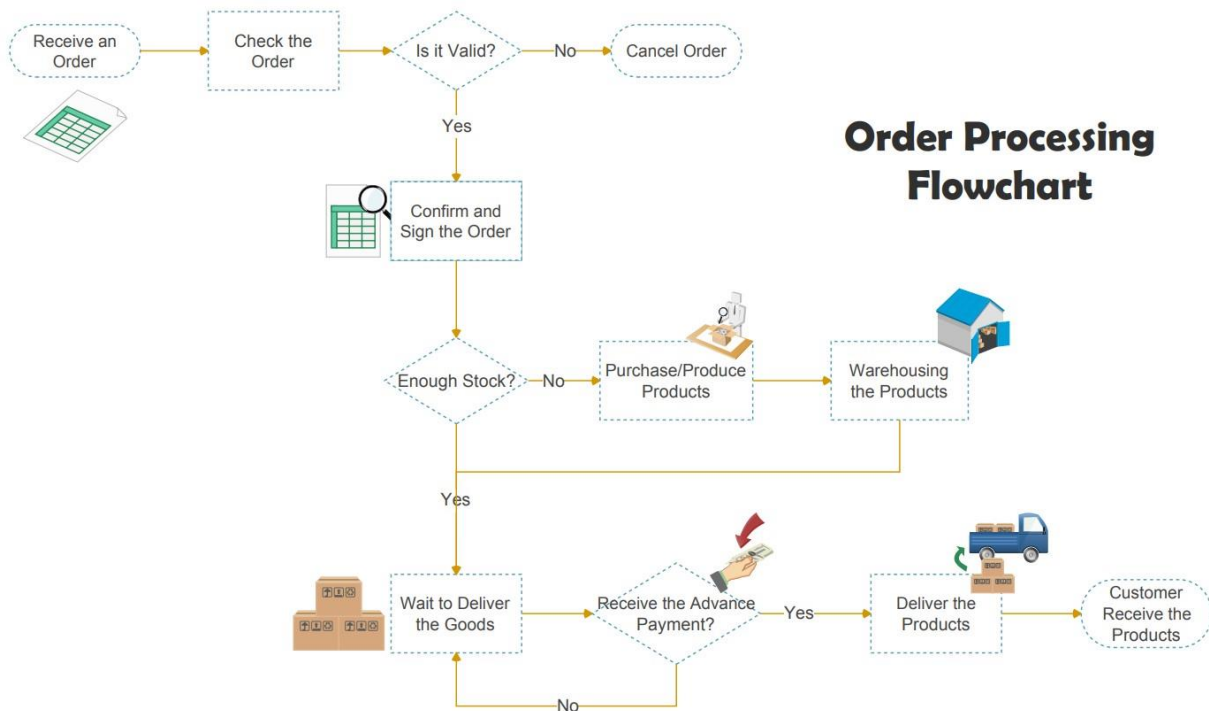 Receive an
Order
Check the
Order
Is it Valid?
No
Cancel Order
Yes
Order Processing
Flowchart
Confirm and
Sign the Order
Enough Stock?
No
Purchase/Produce
Products
Warehousing
the Products
Yes
Wait to Deliver
the Goods
Receive the Advance
Payment?
Yes
Deliver the
Products
Customer
Receive the
Products
No